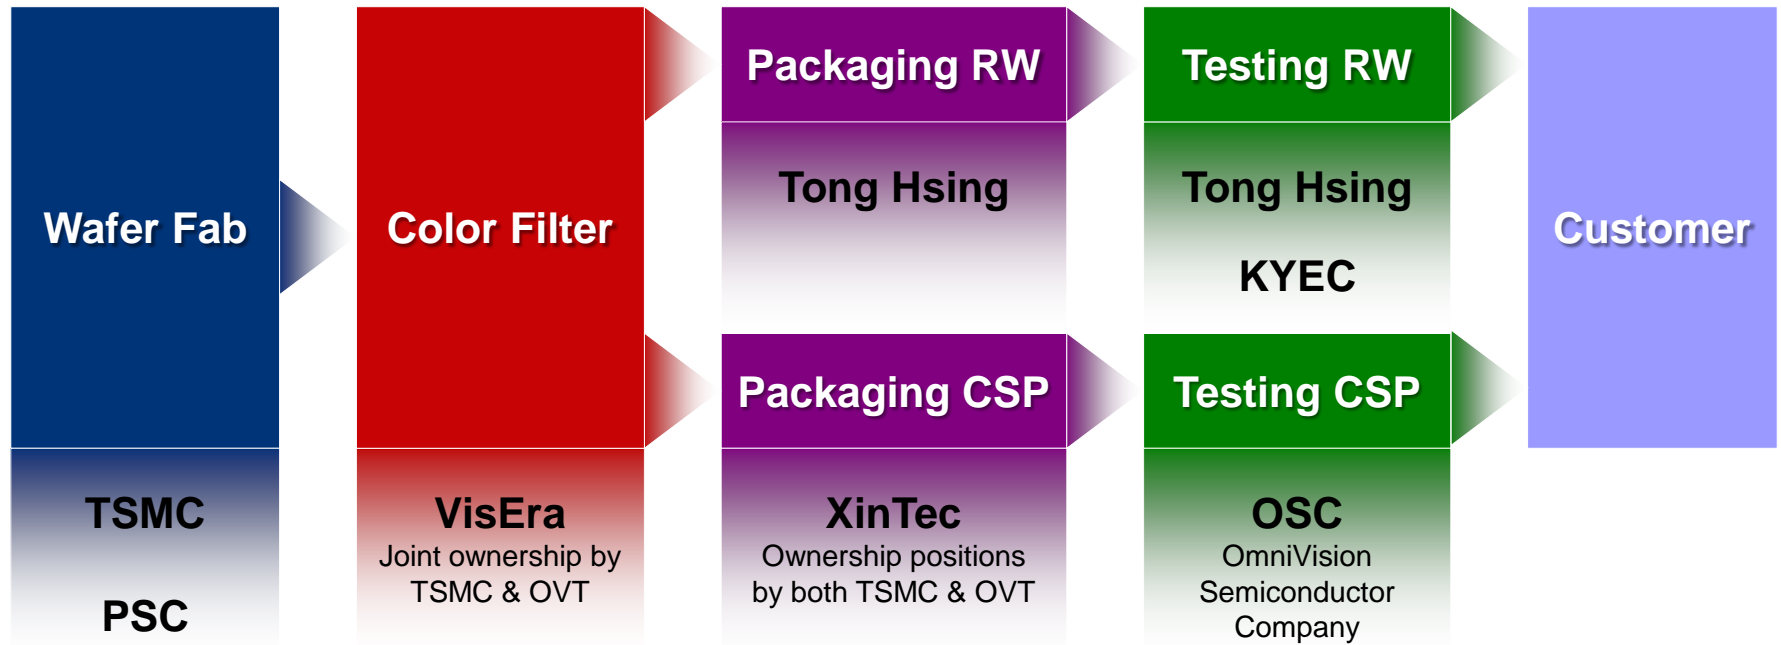 Wafer Fab
TSMC
PSC
Color Filter
VisEra
Joint ownership by
TSMC & OVT
Packaging RW
Tong Hsing
Testing RW
Tong Hsing
KYEC
Packaging CSP
XinTec
Ownership positions
by both TSMC & OVT
Testing CSP
OSC
OmniVision
Semiconductor
Company
Customer